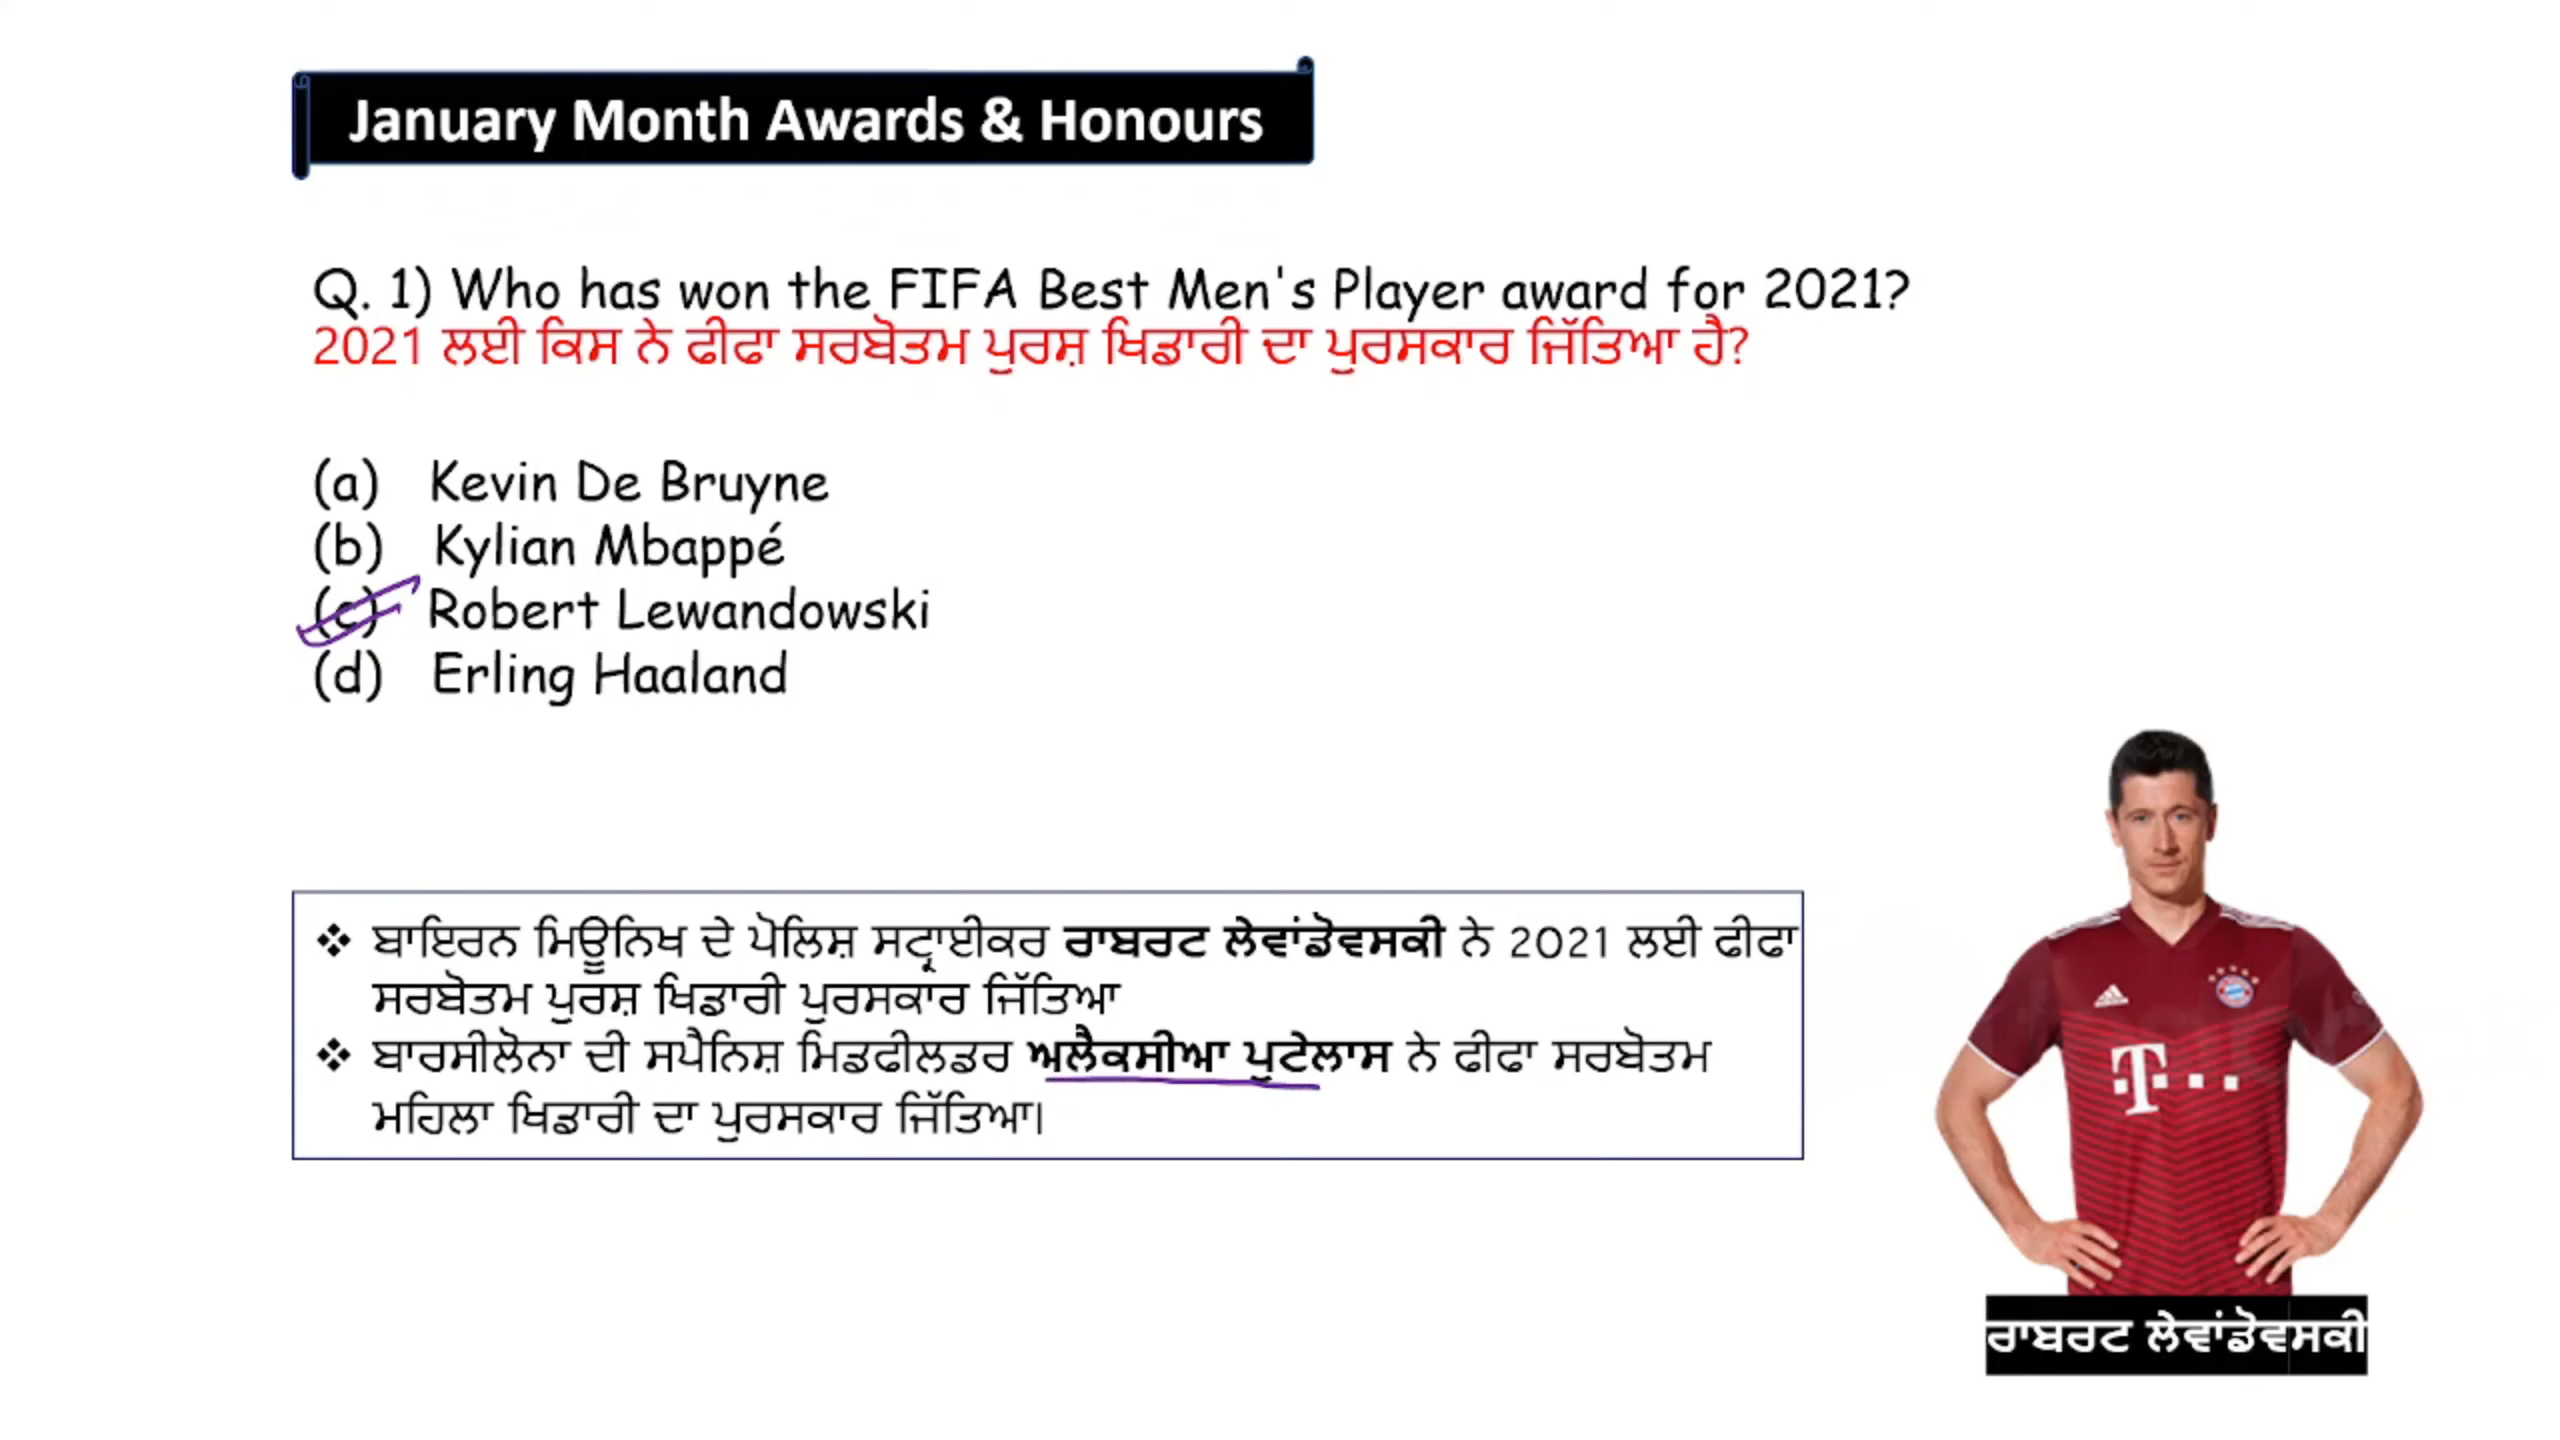 January Month Awards & Honours
Q. 1) Who has won the FIFA Best Men's Player award for 2021?
2021 ਲਈ ਕਿਸ ਨੇ ਫੀਫਾ ਸਰਬੋਤਮ ਪੁਰਸ਼ ਖਿਡਾਰੀ ਦਾ ਪੁਰਸਕਾਰ ਜਿੱਤਿਆ ਹੈ?
(a) Kevin De Bruyne
(b) Kylian Mbappé
(c) Robert Lewandowski
(d) Erling Haaland
❖ ਬਾਇਰਨ ਮਿਊਨਿਖ ਦੇ ਪੋਲਿਸ਼ ਸਟ੍ਰਾਈਕਰ ਰਾਬਰਟ ਲੇਵਾਂਡੋਵਸਕੀ ਨੇ 2021 ਲਈ ਫੀਫਾ
ਸਰਬੋਤਮ ਪੁਰਸ਼ ਖਿਡਾਰੀ ਪੁਰਸਕਾਰ ਜਿੱਤਿਆ
❖ ਬਾਰਸੀਲੋਨਾ ਦੀ ਸਪੈਨਿਸ਼ ਮਿਡਫੀਲਡਰ ਅਲੈਕਸੀਆ ਪੁਟੇਲਾਸ ਨੇ ਫੀਫਾ ਸਰਬੋਤਮ
ਮਹਿਲਾ ਖਿਡਾਰੀ ਦਾ ਪੁਰਸਕਾਰ ਜਿੱਤਿਆ।
T
ਰਾਬਰਟ ਲੇਵਾਂਡੋਵਸਕੀ